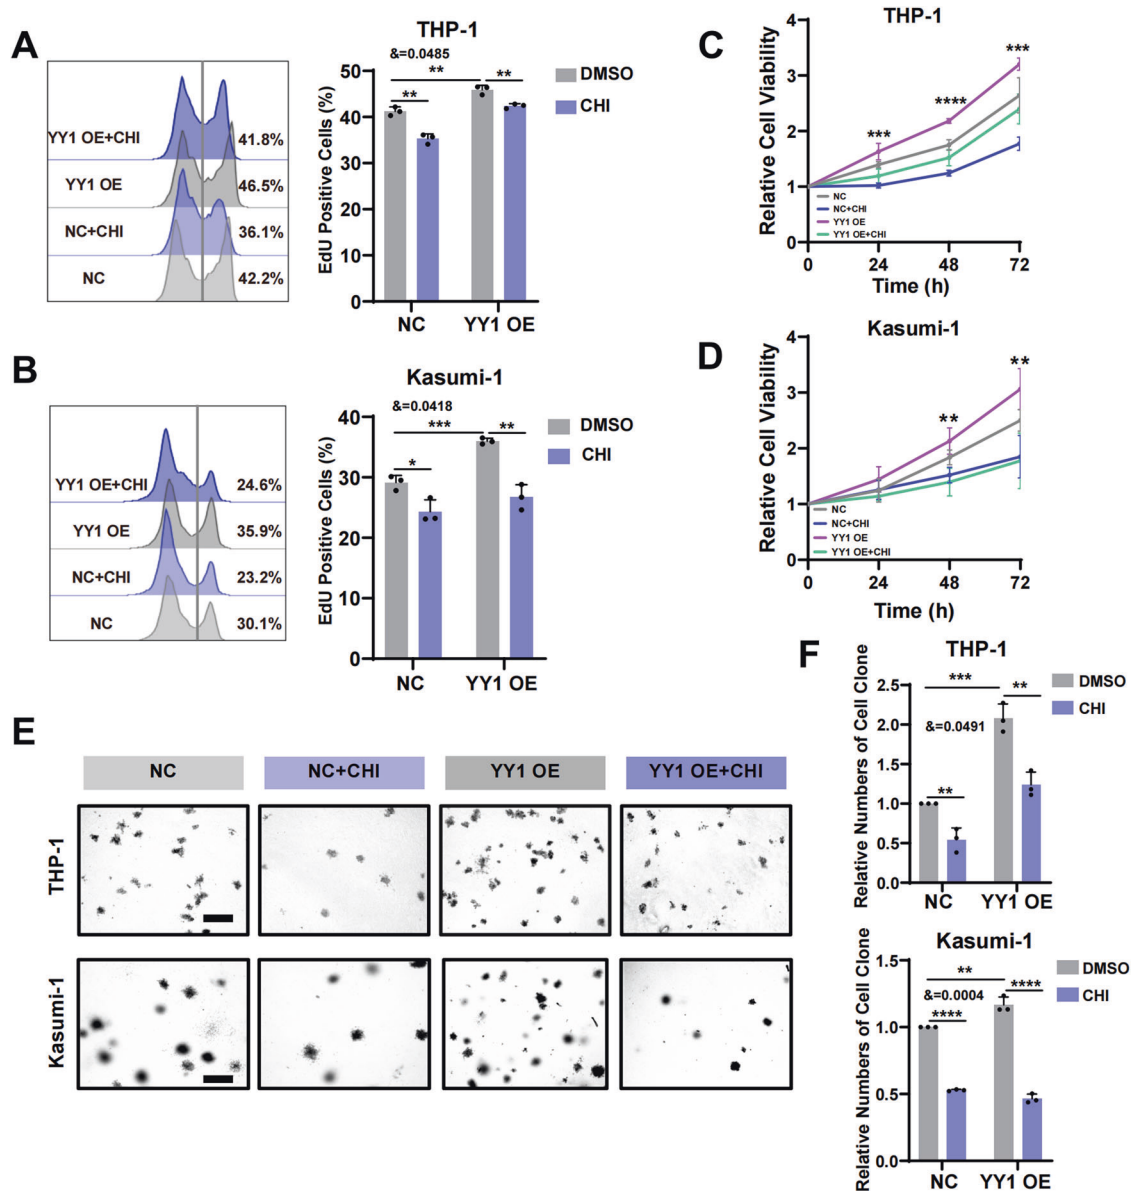 A
YY1 OE+CHI 41.8%
YY1 OE 46.5%
NC+CHI 36.1%
NC 42.2%
THP-1
&=0.0485
**
**
**
DMSO
CHI
EdU Positive Cells (%)
50
40
30
20
10
0
NC YY1 OE
C
THP-1
Relative Cell Viability
4
3
2
1
0
***
****
***
NC
NC+CHI
YY1 OE
YY1 OE+CHI
0 24 48 72
Time (h)
B
YY1 OE+CHI 24.6%
YY1 OE 35.9%
NC+CHI 23.2%
NC 30.1%
Kasumi-1
&=0.0418
***
**
*
DMSO
CHI
EdU Positive Cells (%)
40
30
20
10
0
NC YY1 OE
D
Kasumi-1
Relative Cell Viability
4
3
2
1
0
**
**
NC
NC+CHI
YY1 OE
YY1 OE+CHI
0 24 48 72
Time (h)
E
NC NC+CHI YY1 OE YY1 OE+CHI
THP-1
Kasumi-1
F
THP-1
Relative Numbers of Cell Clone
2.5
2.0
1.5
1.0
0.5
0.0
***
**
&=0.0491
**
DMSO
CHI
NC YY1 OE
Kasumi-1
Relative Numbers of Cell Clone
1.5
1.0
0.5
0.0
**
****
&=0.0004
****
DMSO
CHI
NC YY1 OE